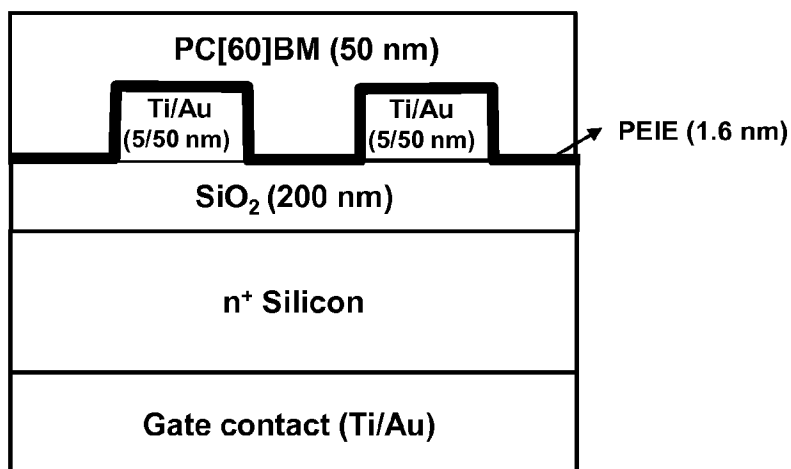 PC[60]BM (50 nm)
Ti/Au
(5/50 nm)
Ti/Au
(5/50 nm)
PEIE (1.6 nm)
SiO₂ (200 nm)
n⁺ Silicon
Gate contact (Ti/Au)